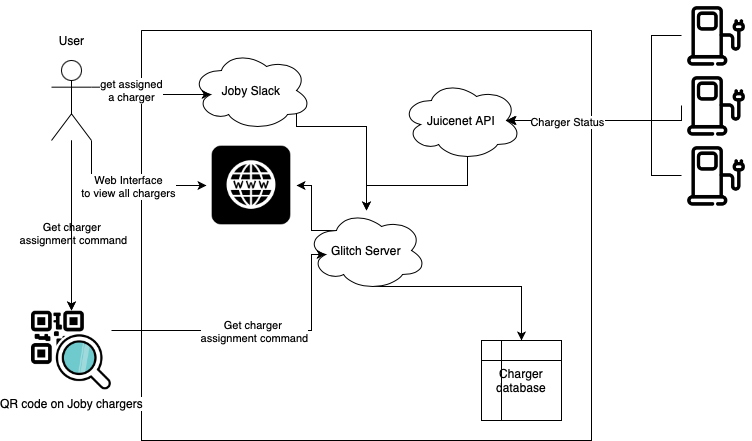 User
get assigned
a charger
Joby Slack
Juicenet API
Charger Status
Web Interface
to view all chargers
WWW
Get charger
assignment command
Glitch Server
Get charger
assignment command
Charger
database
QR code on Joby chargers